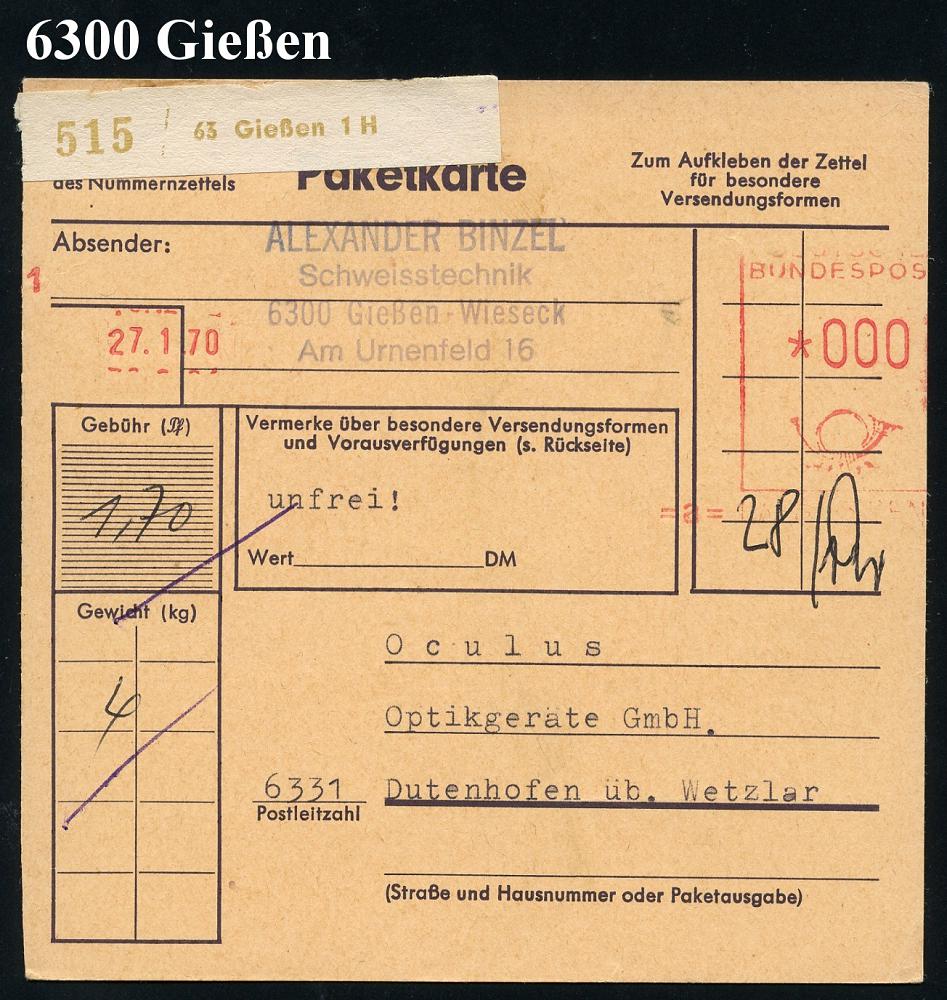 6300 Gießen
515 63 Gießen 1 H
des Nummernzettels
Paketkarte
Zum Aufkleben der Zettel
für besondere
Versendungsformen
Absender:
ALEXANDER BINZEL
Schweisstechnik
6300 Gießen-Wieseck
Am Urnenfeld 16
1
27.1.70
BUNDESPOS
*000
Gebühr (₰)
1,70
Vermerke über besondere Versendungsformen
und Vorausverfügungen (s. Rückseite)
unfrei!
Wert DM
=a=
28
Gewicht (kg)
4
Oculus
Optikgeräte GmbH.
6331 Dutenhofen üb. Wetzlar
Postleitzahl
(Straße und Hausnummer oder Paketausgabe)